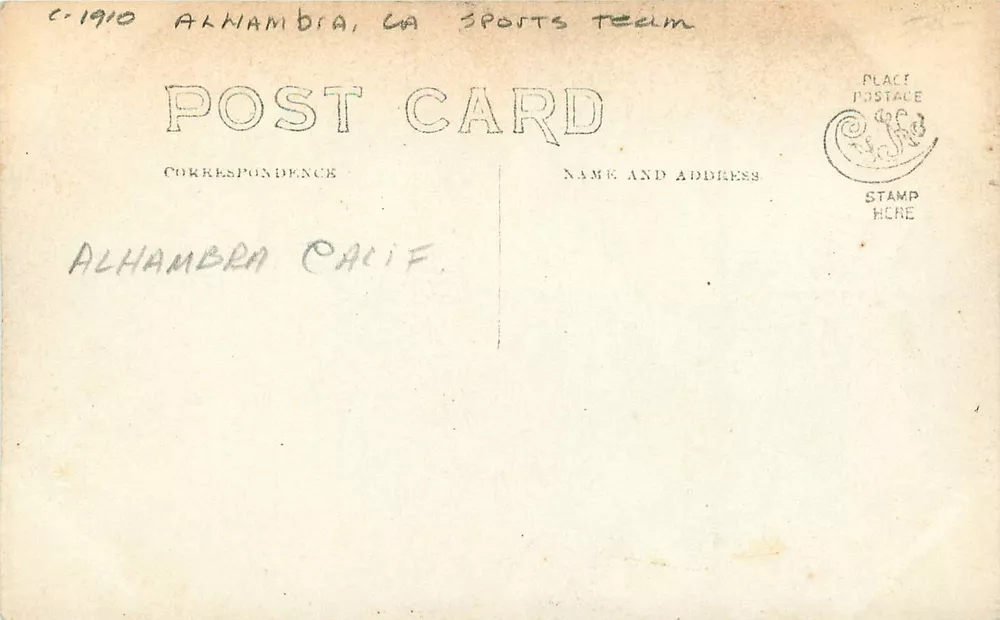 C-1910 ALHAMbrA, CA SPOrTS TEAM
POST CARD
PLACE
POSTAGE
STAMP
HERE
CORRESPONDENCE
NAME AND ADDRESS
ALHAMBRA CALIF.